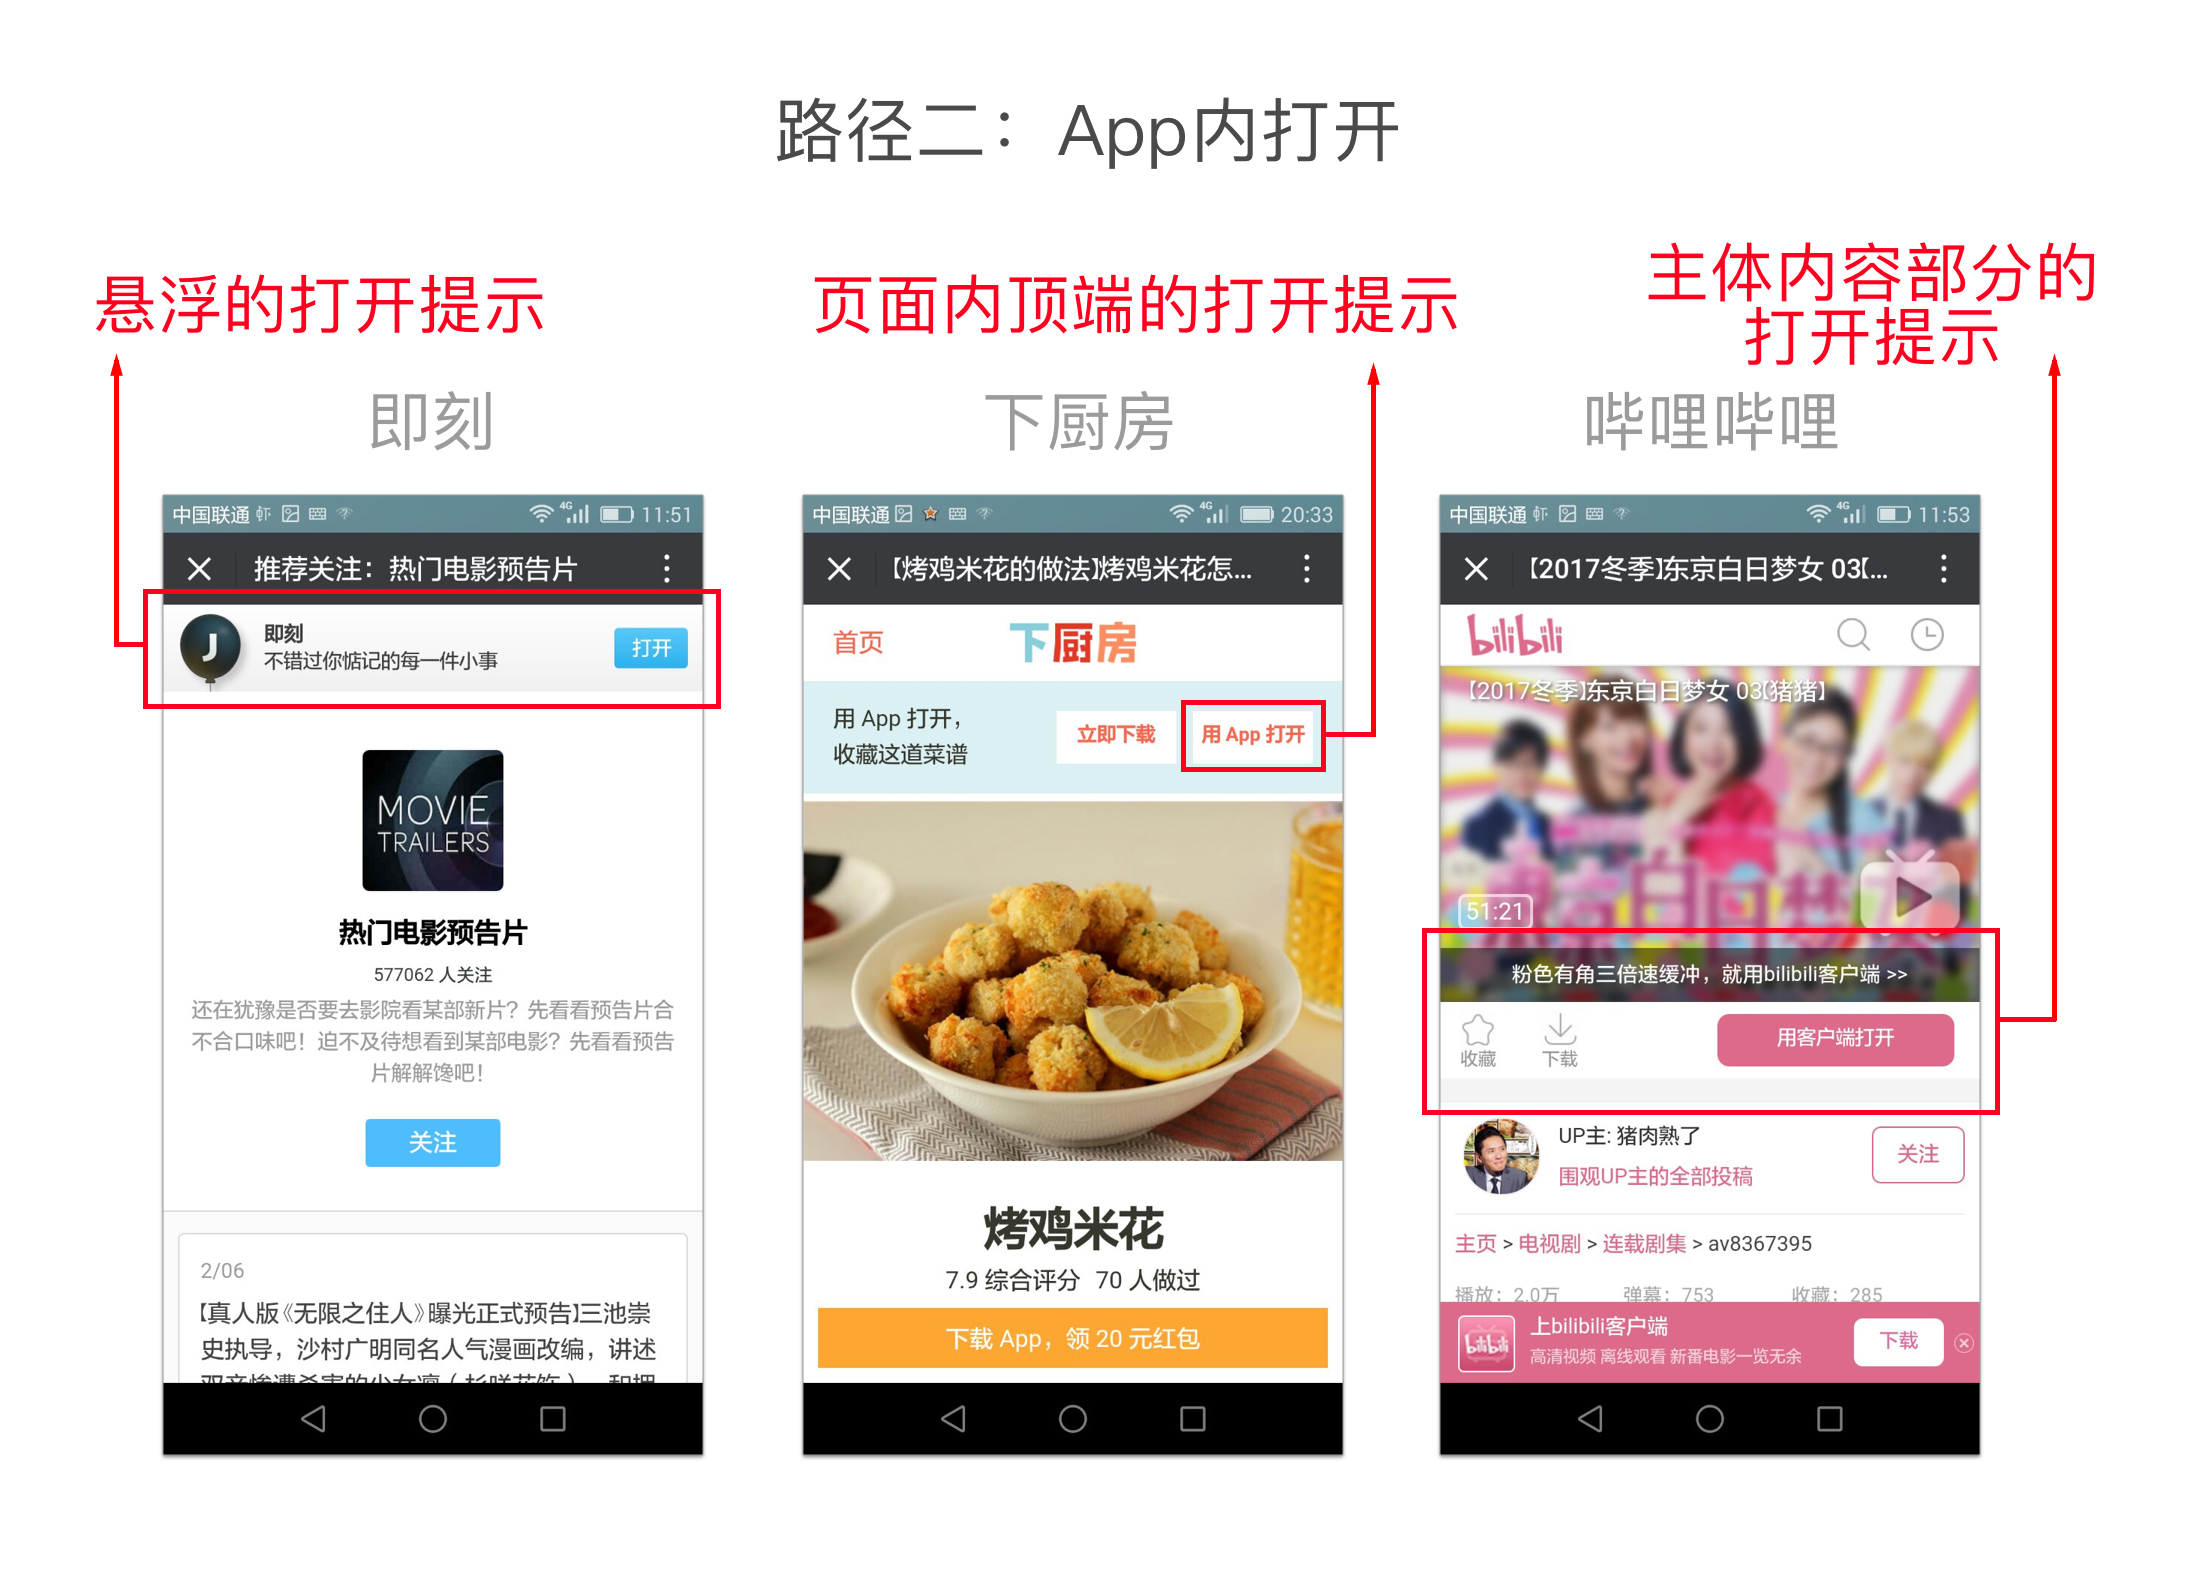 路径二：App内打开
悬浮的打开提示
页面内顶端的打开提示
主体内容部分的
打开提示
即刻
下厨房
哔哩哔哩
中国联通
4G
11:51
推荐关注：热门电影预告片
J
即刻
不错过你惦记的每一件小事
打开
MOVIE
TRAILERS
热门电影预告片
577062 人关注
还在犹豫是否要去影院看某部新片？先看看预告片合
不合口味吧！迫不及待想看到某部电影？先看看预告
片解解馋吧！
关注
2/06
【真人版《无限之住人》曝光正式预告】三池崇
史执导，沙村广明同名人气漫画改编，讲述
中国联通
4G
20:33
【烤鸡米花的做法】烤鸡米花怎...
首页
下厨房
用 App 打开，
收藏这道菜谱
立即下载
用 App 打开
烤鸡米花
7.9 综合评分 70 人做过
下载 App，领 20 元红包
中国联通
4G
11:53
【2017冬季】东京白日梦女 03【...
bilibili
【2017冬季】东京白日梦女 03【猪猪】
东京白日梦女
51:21
粉色有角三倍速缓冲，就用bilibili客户端 >>
收藏
下载
用客户端打开
UP主: 猪肉熟了
围观UP主的全部投稿
关注
主页 > 电视剧 > 连载剧集 > av8367395
播放：2.0万 弹幕：753 收藏：285
bilibili
上bilibili客户端
高清视频 离线观看 新番电影一览无余
下载